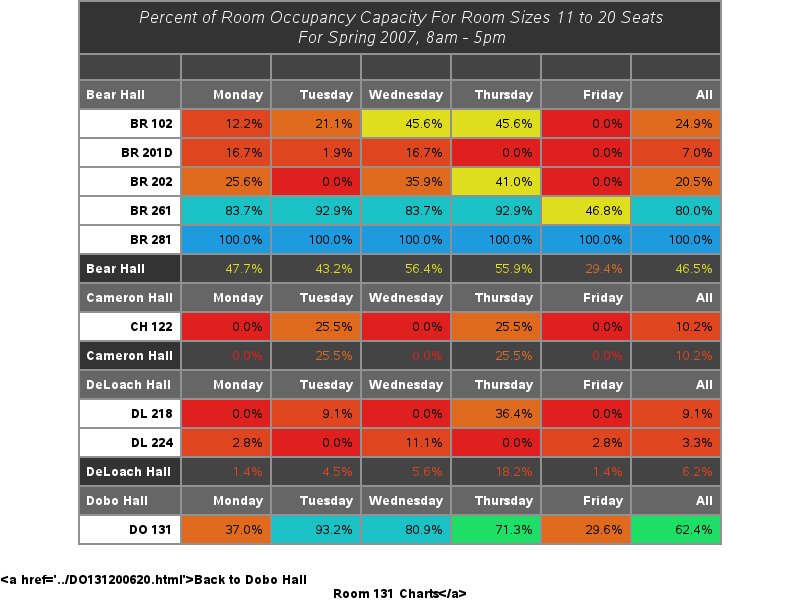 Percent of Room Occupancy Capacity For Room Sizes 11 to 20 Seats
For Spring 2007, 8am - 5pm
Bear Hall Monday Tuesday Wednesday Thursday Friday All
BR 102 12.2% 21.1% 45.6% 45.6% 0.0% 24.9%
BR 201D 16.7% 1.9% 16.7% 0.0% 0.0% 7.0%
BR 202 25.6% 0.0% 35.9% 41.0% 0.0% 20.5%
BR 261 83.7% 92.9% 83.7% 92.9% 46.8% 80.0%
BR 281 100.0% 100.0% 100.0% 100.0% 100.0% 100.0%
Bear Hall 47.7% 43.2% 56.4% 55.9% 29.4% 46.5%
Cameron Hall Monday Tuesday Wednesday Thursday Friday All
CH 122 0.0% 25.5% 0.0% 25.5% 0.0% 10.2%
Cameron Hall 0.0% 25.5% 0.0% 25.5% 0.0% 10.2%
DeLoach Hall Monday Tuesday Wednesday Thursday Friday All
DL 218 0.0% 9.1% 0.0% 36.4% 0.0% 9.1%
DL 224 2.8% 0.0% 11.1% 0.0% 2.8% 3.3%
DeLoach Hall 1.4% 4.5% 5.6% 18.2% 1.4% 6.2%
Dobo Hall Monday Tuesday Wednesday Thursday Friday All
DO 131 37.0% 93.2% 80.9% 71.3% 29.6% 62.4%
<a href='../DO131200620.html'>Back to Dobo Hall
Room 131 Charts</a>